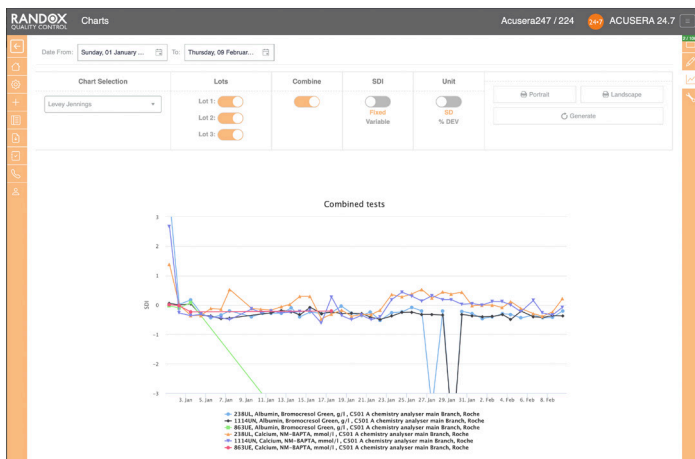 RANDOX
QUALITY CONTROL
Charts
Acusera247 / 224
24•7
ACUSERA 24.7
Date From:
Sunday, 01 January ...
To:
Thursday, 09 Februar...
Chart Selection
Lots
Combine
SDI
Unit
Levey Jennings
Lot 1:
Lot 2:
Lot 3:
Fixed
Variable
SD
% DEV
Portrait
Landscape
Generate
Combined tests
3
2
1
0
-1
-2
-3
SDI
3. Jan 5. Jan 7. Jan 9. Jan 11. Jan 13. Jan 15. Jan 17. Jan 19. Jan 21. Jan 23. Jan 25. Jan 27. Jan 29. Jan 31. Jan 2. Feb 4. Feb 6. Feb 8. Feb
238UL, Albumin, Bromocresol Green, g/l , C501 A chemistry analyser main Branch, Roche
1114UN, Albumin, Bromocresol Green, g/l , C501 A chemistry analyser main Branch, Roche
863UE, Albumin, Bromocresol Green, g/l , C501 A chemistry analyser main Branch, Roche
238UL, Calcium, NM-BAPTA, mmol/l , C501 A chemistry analyser main Branch, Roche
1114UN, Calcium, NM-BAPTA, mmol/l , C501 A chemistry analyser main Branch, Roche
863UE, Calcium, NM-BAPTA, mmol/l , C501 A chemistry analyser main Branch, Roche